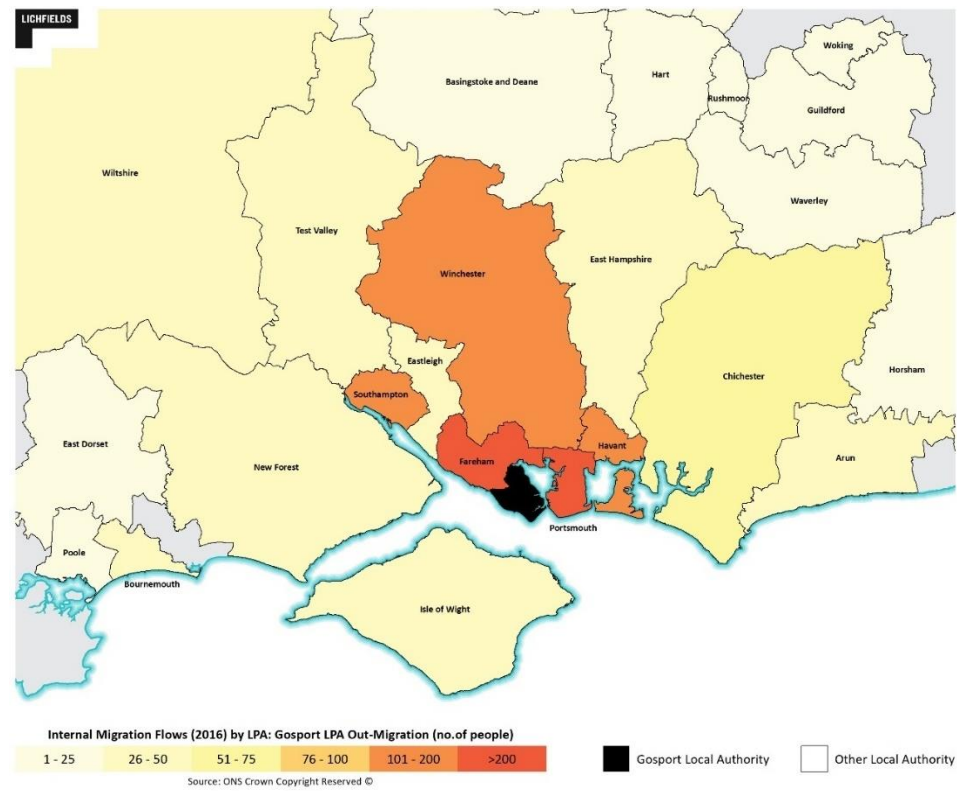 LICHFIELDS
Woking
Basingstoke and Deane
Hart
Rushmoor
Guildford
Wiltshire
Waverley
Test Valley
East Hampshire
Winchester
Eastleigh
Chichester
Horsham
Southampton
East Dorset
Havant
Fareham
Arun
New Forest
Portsmouth
Poole
Bournemouth
Isle of Wight
Internal Migration Flows (2016) by LPA: Gosport LPA Out-Migration (no.of people)
1 - 25 26 - 50 51 - 75 76 - 100 101 - 200 >200
Gosport Local Authority Other Local Authority
Source: ONS Crown Copyright Reserved ©